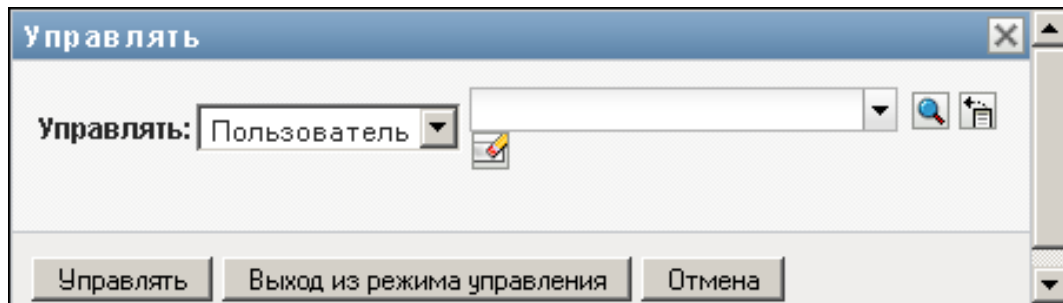 Управлять
Управлять: Пользователь
Управлять Выход из режима управления Отмена